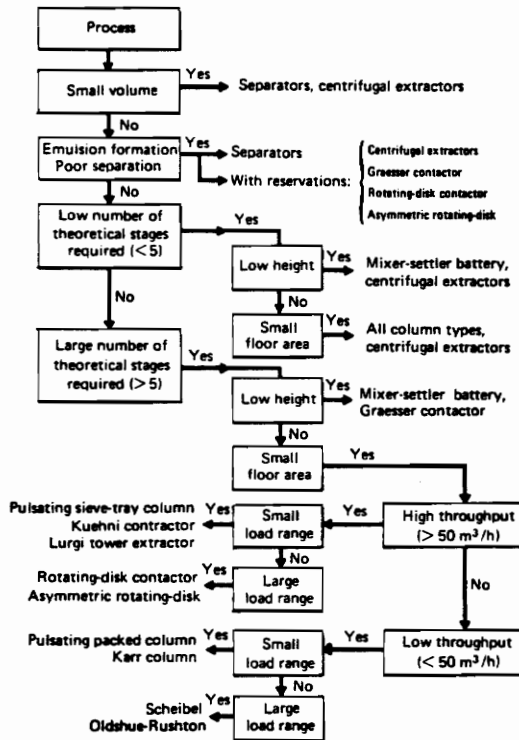 Process
Small volume
Yes
Separators, centrifugal extractors
No
Emulsion formation
Poor separation
Yes
Separators
With reservations:
Centrifugal extractors
Graesser contactor
Rotating-disk contactor
Asymmetric rotating-disk
No
Low number of
theoretical stages
required (<5)
Yes
Low height
Yes
Mixer-settler battery,
centrifugal extractors
No
No
Small
floor area
Yes
All column types,
centrifugal extractors
Large number of
theoretical stages
required (>5)
Yes
Low height
Yes
Mixer-settler battery,
Graesser contactor
No
Small
floor area
Yes
High throughput
(> 50 m³/h)
Yes
Small
load range
Yes
Pulsating sieve-tray column
Kuehni contractor
Lurgi tower extractor
No
Large
load range
Yes
Rotating-disk contactor
Asymmetric rotating-disk
No
Low throughput
(< 50 m³/h)
Yes
Small
load range
Yes
Pulsating packed column
Karr column
No
Large
load range
Yes
Scheibel
Oldshue-Rushton